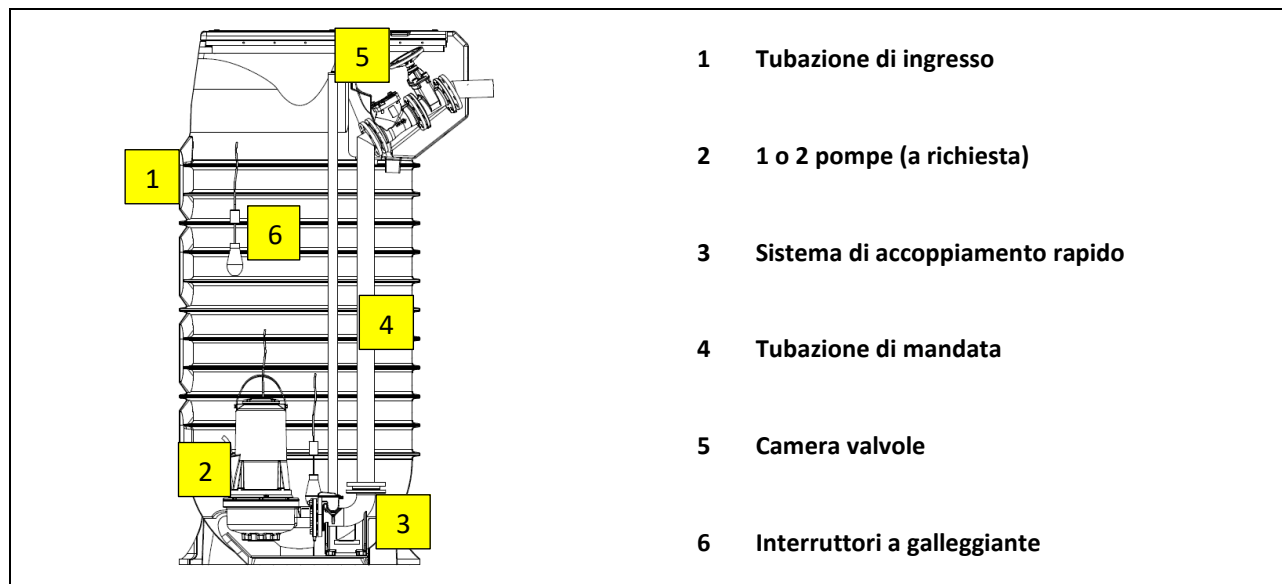 5
1
6
4
2
3
1 Tubazione di ingresso
2 1 o 2 pompe (a richiesta)
3 Sistema di accoppiamento rapido
4 Tubazione di mandata
5 Camera valvole
6 Interruttori a galleggiante